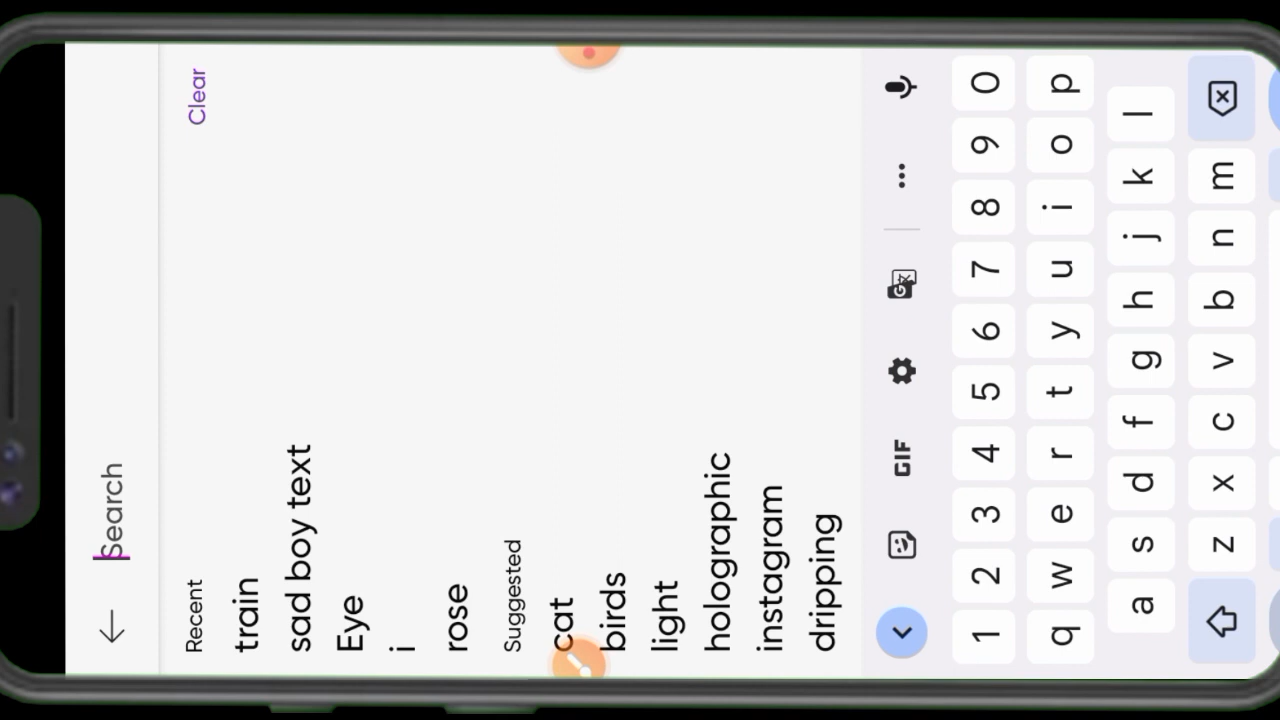 Search
Recent
Clear
train
sad boy text
Eye
i
rose
Suggested
cat
birds
light
holographic
instagram
dripping
GIF
1 2 3 4 5 6 7 8 9 0
q w e r t y u i o p
a s d f g h j k l
z x c v b n m